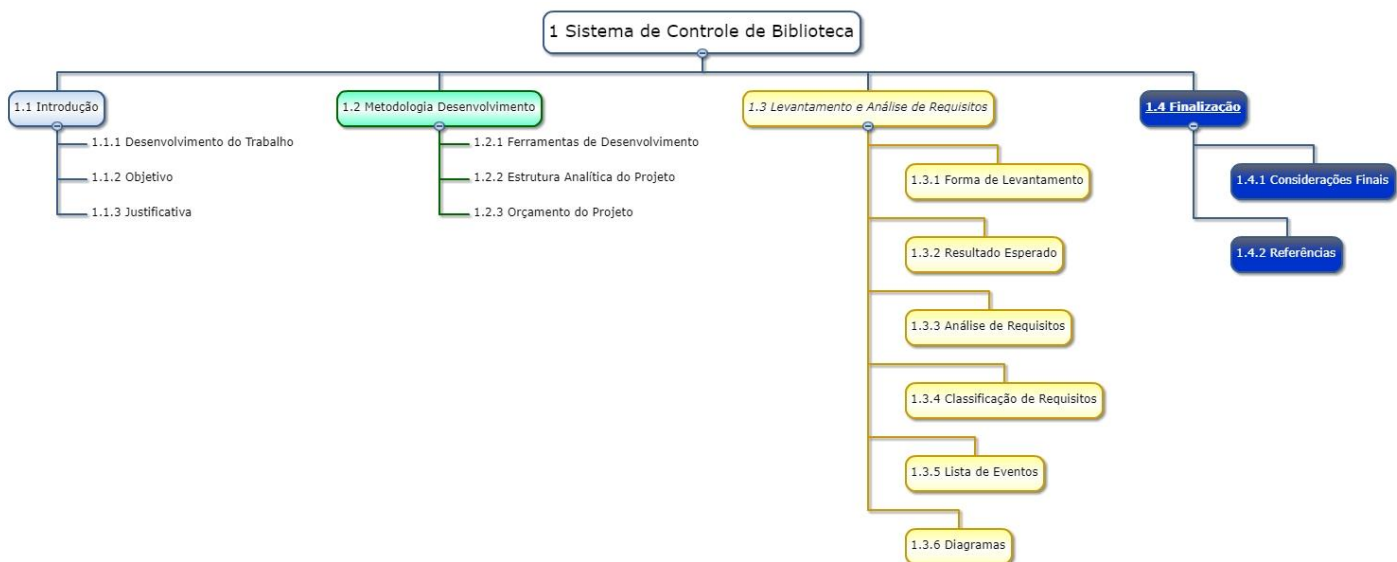 1 Sistema de Controle de Biblioteca
1.1 Introdução
1.1.1 Desenvolvimento do Trabalho
1.1.2 Objetivo
1.1.3 Justificativa
1.2 Metodologia Desenvolvimento
1.2.1 Ferramentas de Desenvolvimento
1.2.2 Estrutura Analítica do Projeto
1.2.3 Orçamento do Projeto
1.3 Levantamento e Análise de Requisitos
1.3.1 Forma de Levantamento
1.3.2 Resultado Esperado
1.3.3 Análise de Requisitos
1.3.4 Classificação de Requisitos
1.3.5 Lista de Eventos
1.3.6 Diagramas
1.4 Finalização
1.4.1 Considerações Finais
1.4.2 Referências